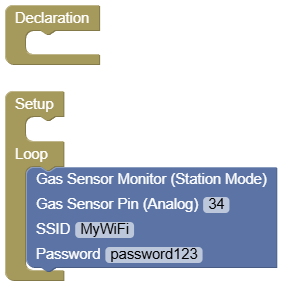 Declaration
Setup
Loop
Gas Sensor Monitor (Station Mode)
Gas Sensor Pin (Analog) 34
SSID MyWiFi
Password password123